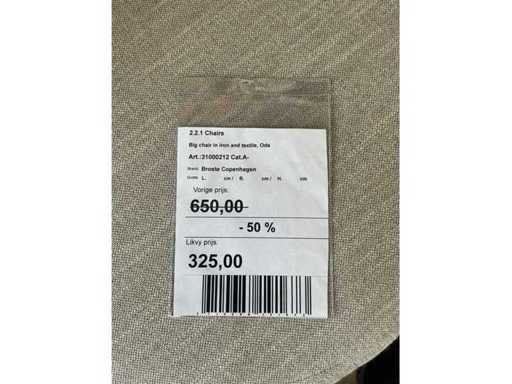 2.2.1 Chairs
Big chair in iron and textile, Oda
Art.:31000212 Cat.A-
Brand: Broste Copenhagen
L. cm / B. cm / H. cm
Vorige prijs:
650,00-
- 50 %
Likvy prijs:
325,00